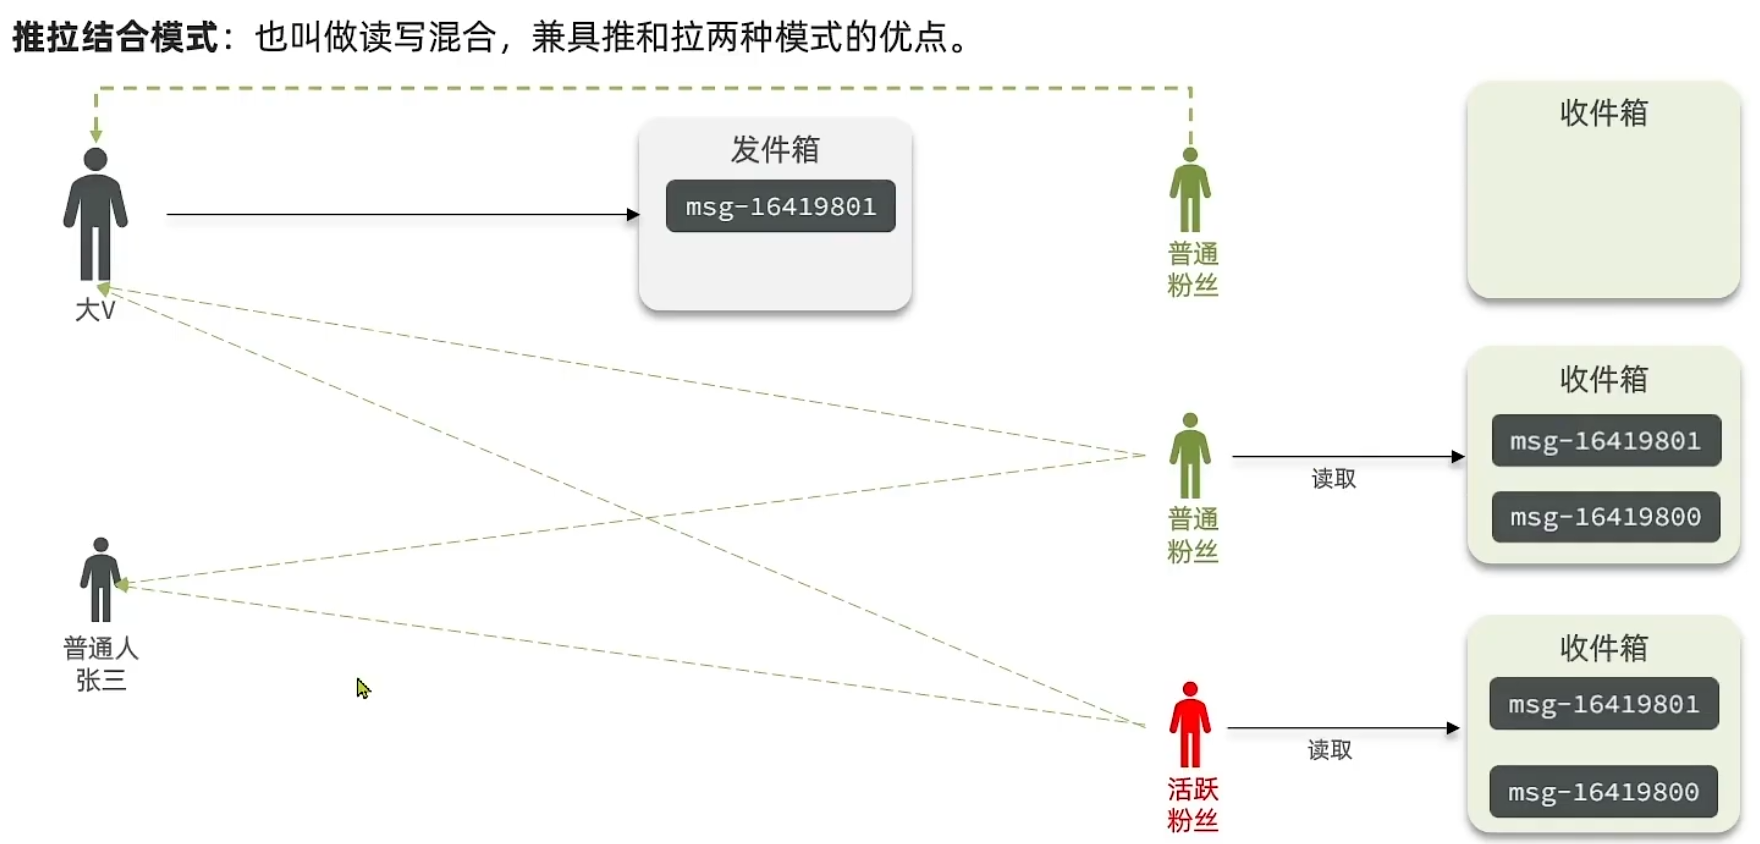 推拉结合模式：也叫做读写混合，兼具推和拉两种模式的优点。
收件箱
发件箱
msg-16419801
普通
粉丝
大V
收件箱
msg-16419801
读取
msg-16419800
普通
粉丝
普通人
张三
收件箱
msg-16419801
读取
msg-16419800
活跃
粉丝